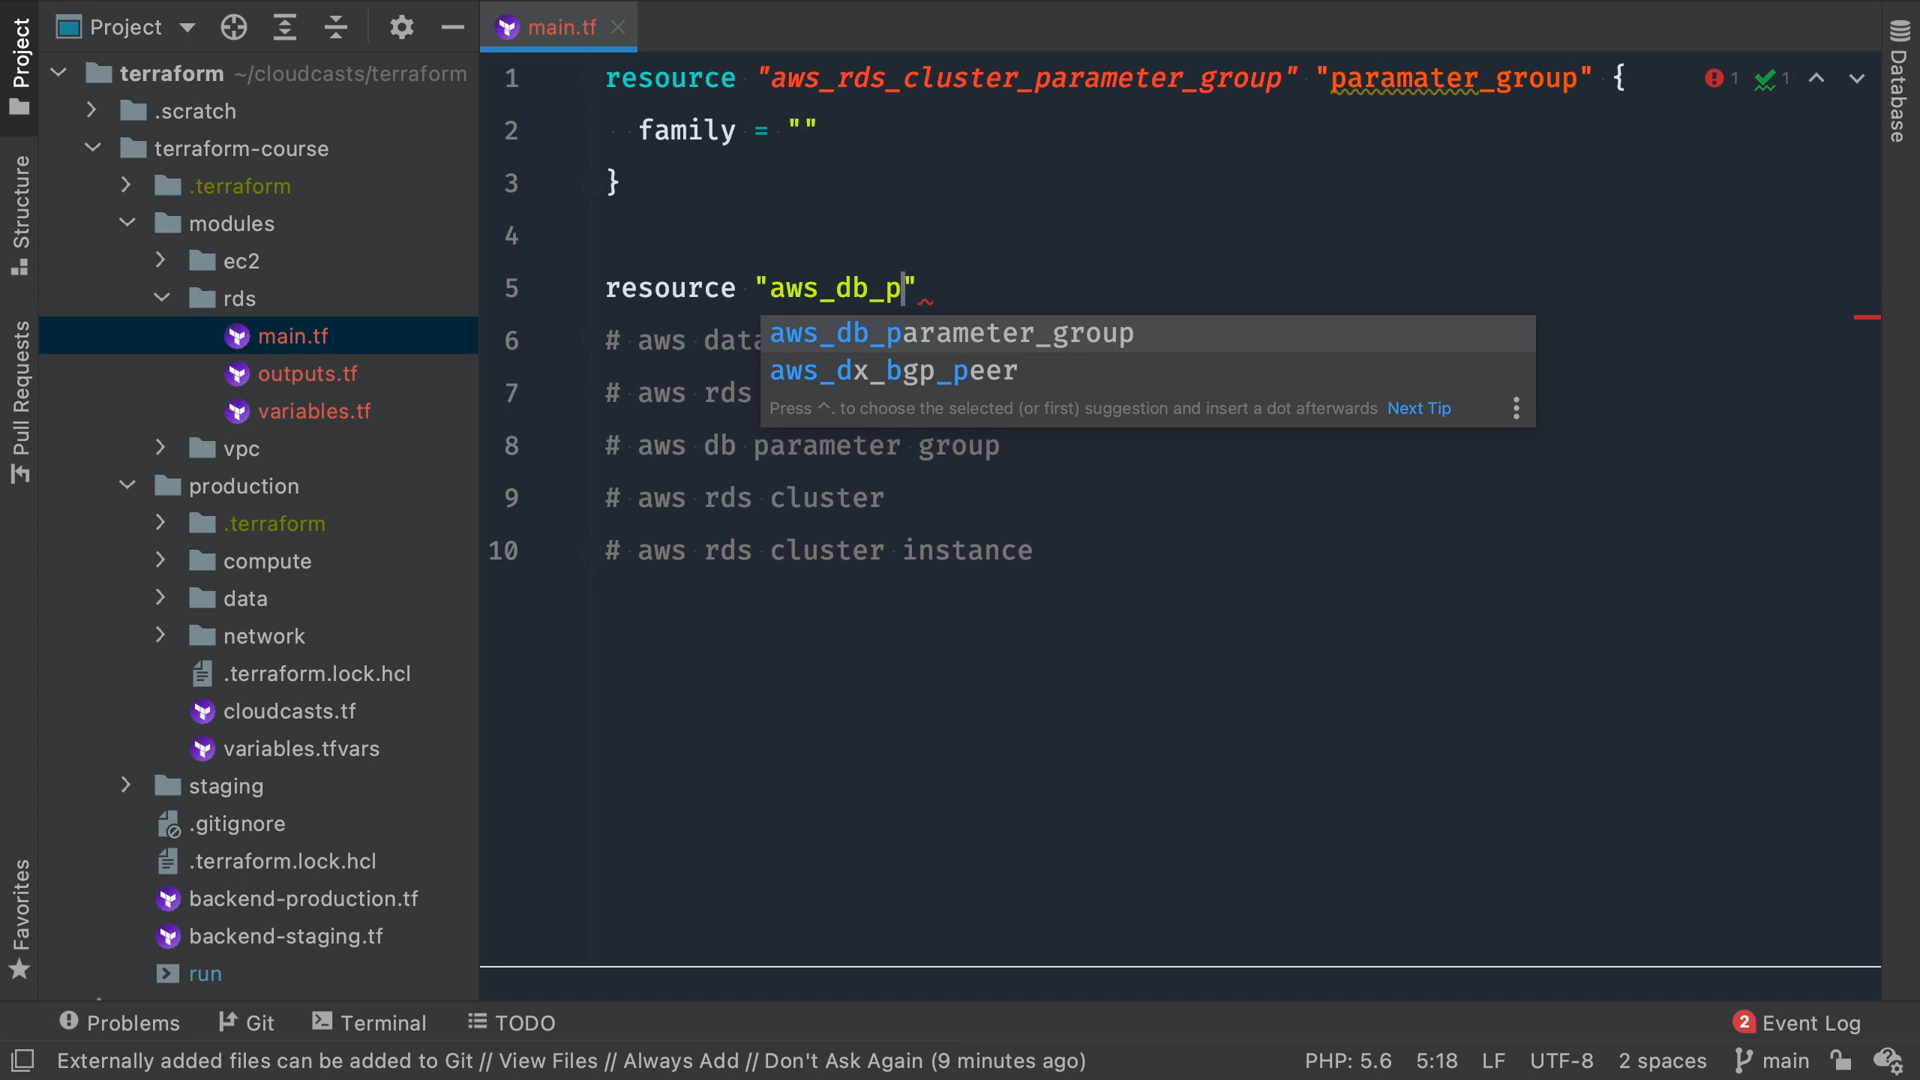 Project
Structure
Pull Requests
Favorites
Project
terraform ~/cloudcasts/terraform
.scratch
terraform-course
.terraform
modules
ec2
rds
main.tf
outputs.tf
variables.tf
vpc
production
.terraform
compute
data
network
.terraform.lock.hcl
cloudcasts.tf
variables.tfvars
staging
.gitignore
.terraform.lock.hcl
backend-production.tf
backend-staging.tf
run
main.tf
1 resource "aws_rds_cluster_parameter_group" "paramater_group" {
1 1
2 family = ""
3 }
4
5 resource "aws_db_p"
6 # aws data
7 # aws rds
8 # aws db parameter group
9 # aws rds cluster
10 # aws rds cluster instance
aws_db_parameter_group
aws_dx_bgp_peer
Press ^. to choose the selected (or first) suggestion and insert a dot afterwards Next Tip
Database
Problems
Git
Terminal
TODO
2 Event Log
Externally added files can be added to Git // View Files // Always Add // Don't Ask Again (9 minutes ago)
PHP: 5.6 5:18 LF UTF-8 2 spaces main